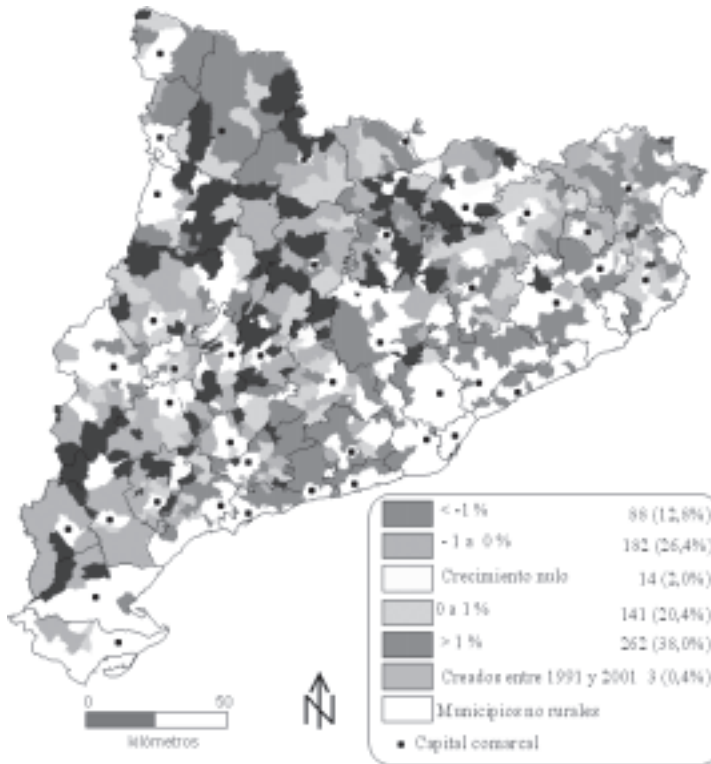 < -1 % 88 (12,8%)
- 1 a 0 % 182 (26,4%)
Crecimiento nulo 14 (2,0%)
0 a 1 % 141 (20,4%)
> 1 % 262 (38,0%)
Creados entre 1991 y 2001 3 (0,4%)
Municipios no rurales
Capital comarcal
0 50
kilómetros
N